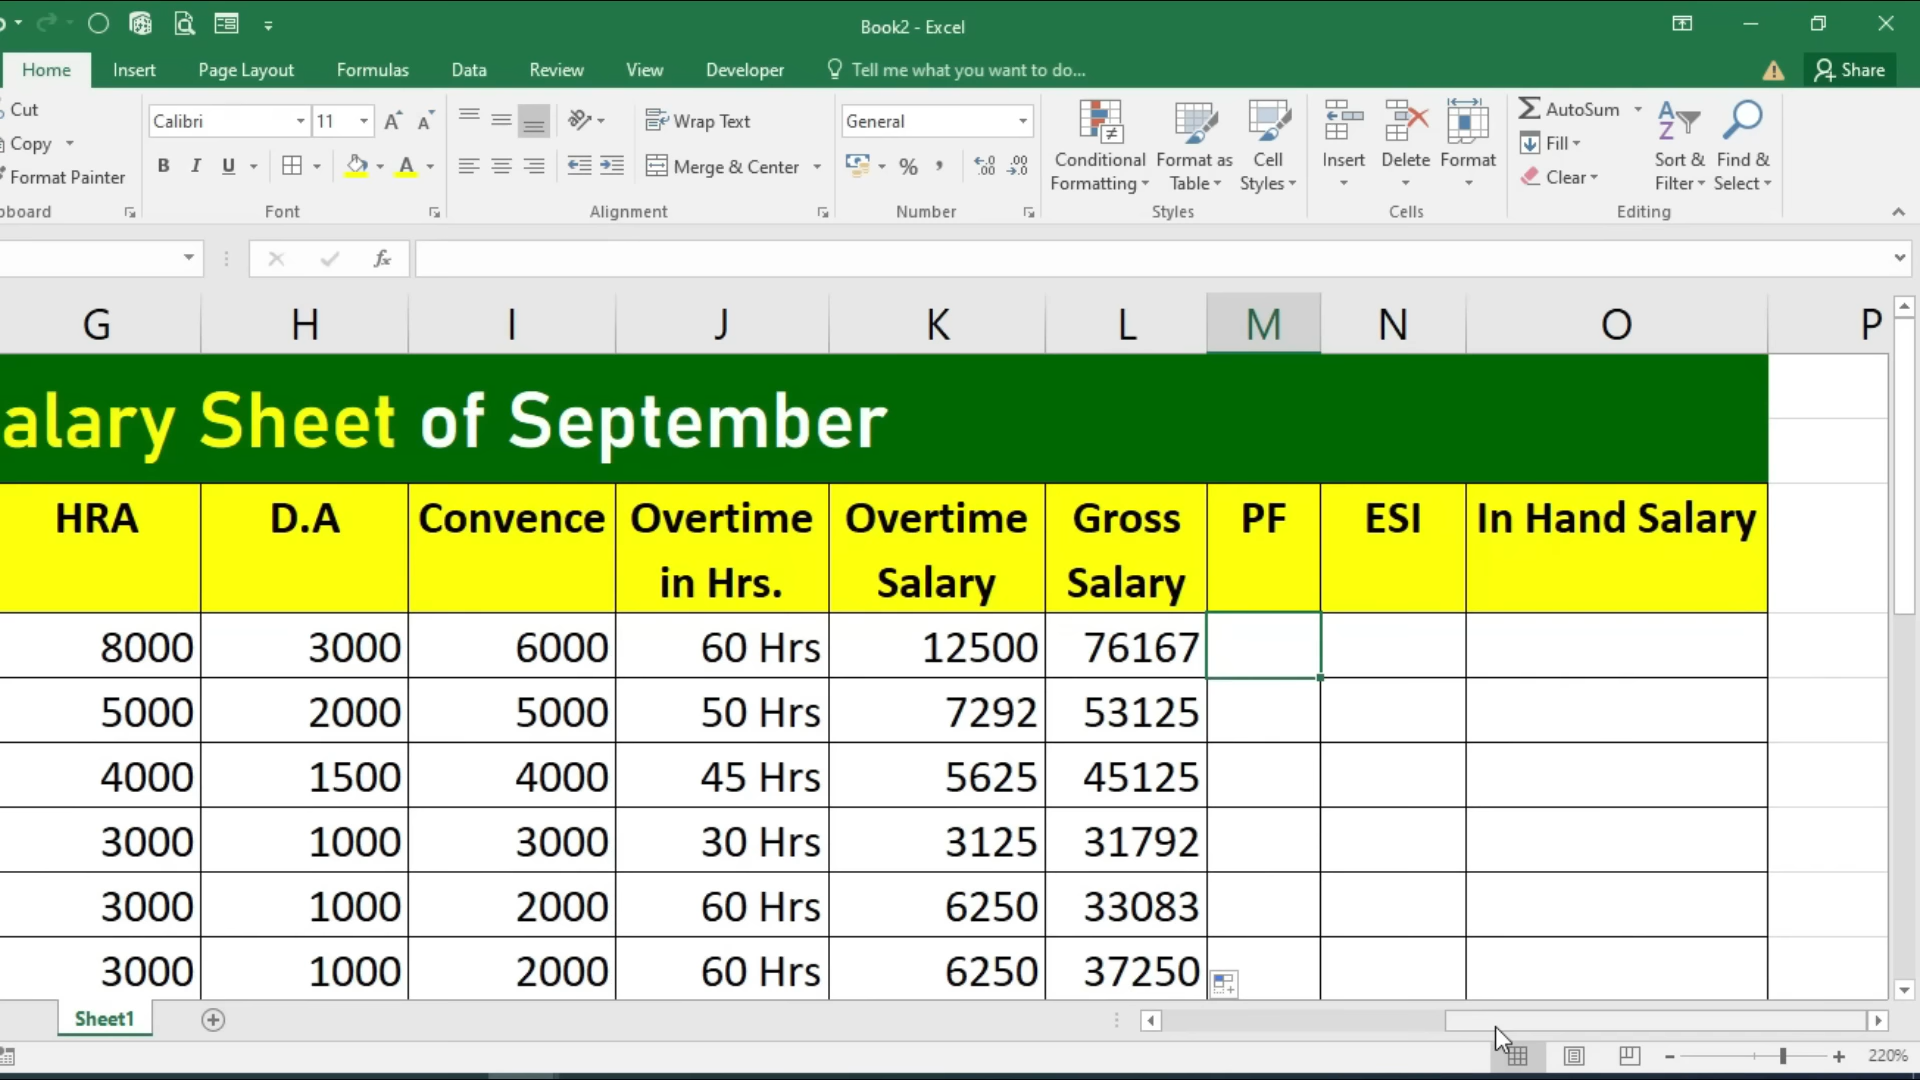 Book2 - Excel
Home Insert Page Layout Formulas Data Review View Developer Tell me what you want to do... Share
Cut
Copy
Format Painter
Calibri 11
B I U
Wrap Text
Merge & Center
General
% ,
Conditional Formatting
Format as Table
Cell Styles
Insert Delete Format
AutoSum
Fill
Clear
Sort & Filter
Find & Select
pboard Font Alignment Number Styles Cells Editing
fx
G H I J K L M N O P
alary Sheet of September
HRA D.A Convence Overtime in Hrs. Overtime Salary Gross Salary PF ESI In Hand Salary
8000 3000 6000 60 Hrs 12500 76167
5000 2000 5000 50 Hrs 7292 53125
4000 1500 4000 45 Hrs 5625 45125
3000 1000 3000 30 Hrs 3125 31792
3000 1000 2000 60 Hrs 6250 33083
3000 1000 2000 60 Hrs 6250 37250
Sheet1
220%